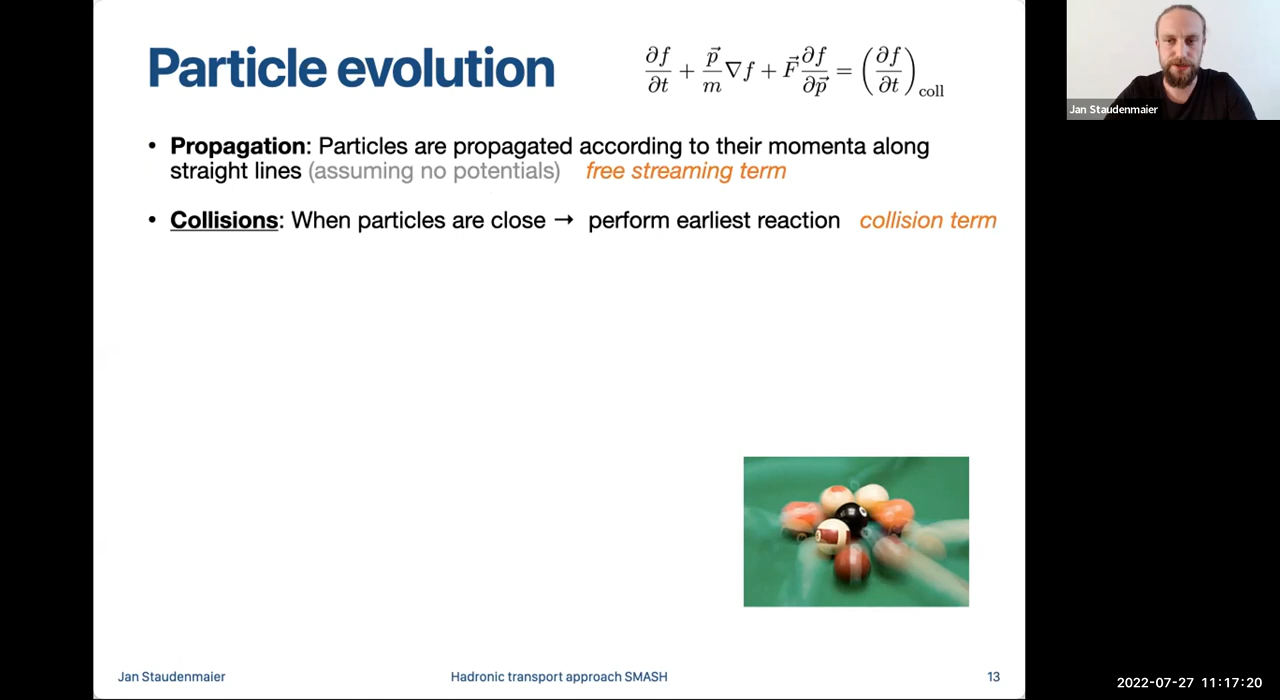 Particle evolution
∂f/∂t + p⃗/m ∇f + F⃗ ∂f/∂p⃗ = (∂f/∂t)coll
• Propagation: Particles are propagated according to their momenta along
straight lines (assuming no potentials) free streaming term
• Collisions: When particles are close → perform earliest reaction collision term
Jan Staudenmaier
Hadronic transport approach SMASH
13
Jan Staudenmaier
2022-07-27 11:17:20